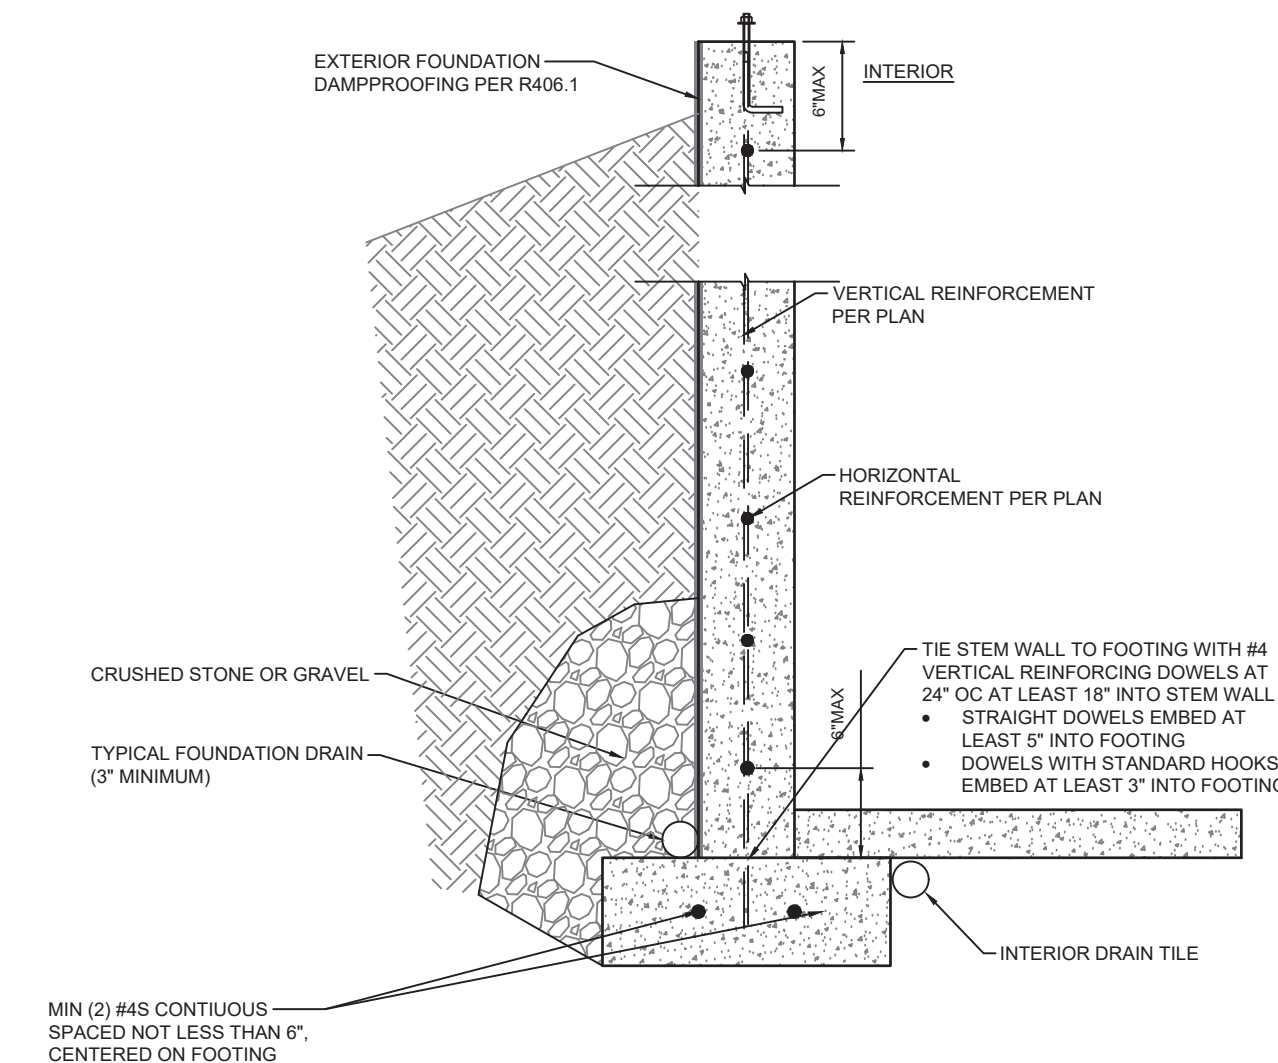 EXTERIOR FOUNDATION
DAMPPROOFING PER R406.1
6"MAX
INTERIOR
VERTICAL REINFORCEMENT
PER PLAN
HORIZONTAL
REINFORCEMENT PER PLAN
CRUSHED STONE OR GRAVEL
TYPICAL FOUNDATION DRAIN
(3" MINIMUM)
6"MAX
TIE STEM WALL TO FOOTING WITH #4
VERTICAL REINFORCING DOWELS AT
24" OC AT LEAST 18" INTO STEM WALL
• STRAIGHT DOWELS EMBED AT
LEAST 5" INTO FOOTING
• DOWELS WITH STANDARD HOOKS
EMBED AT LEAST 3" INTO FOOTING
INTERIOR DRAIN TILE
MIN (2) #4S CONTIUOUS
SPACED NOT LESS THAN 6",
CENTERED ON FOOTING